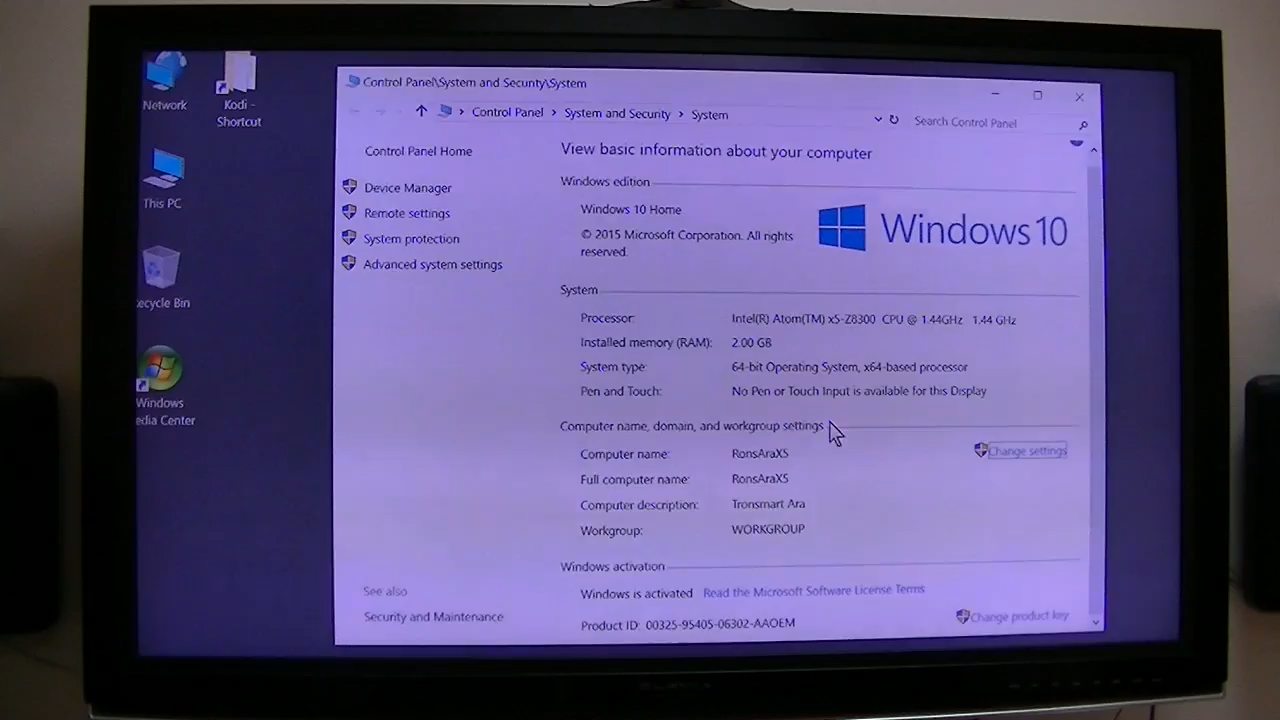 Network
Kodi -
Shortcut
This PC
ecycle Bin
Windows
edia Center
Control Panel\System and Security\System
Control Panel > System and Security > System
Search Control Panel
Control Panel Home
Device Manager
Remote settings
System protection
Advanced system settings
See also
Security and Maintenance
View basic information about your computer
Windows edition
Windows 10 Home
© 2015 Microsoft Corporation. All rights
reserved.
Windows 10
System
Processor: Intel(R) Atom(TM) x5-Z8300 CPU @ 1.44GHz 1.44 GHz
Installed memory (RAM): 2.00 GB
System type: 64-bit Operating System, x64-based processor
Pen and Touch: No Pen or Touch Input is available for this Display
Computer name, domain, and workgroup settings
Computer name: RonsAraX5
Change settings
Full computer name: RonsAraX5
Computer description: Tronsmart Ara
Workgroup: WORKGROUP
Windows activation
Windows is activated Read the Microsoft Software License Terms
Product ID: 00325-95405-06302-AAOEM
Change product key